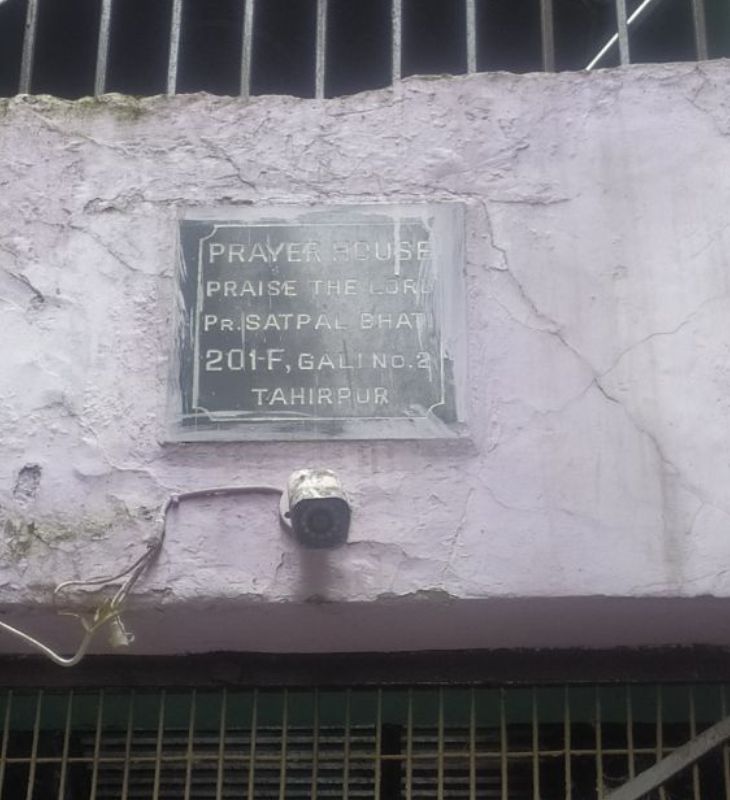 PRAYER HOUSE
PRAISE THE LORD
PR. SATPAL BHATI
201-F, GALI NO. 2
TAHIRPUR